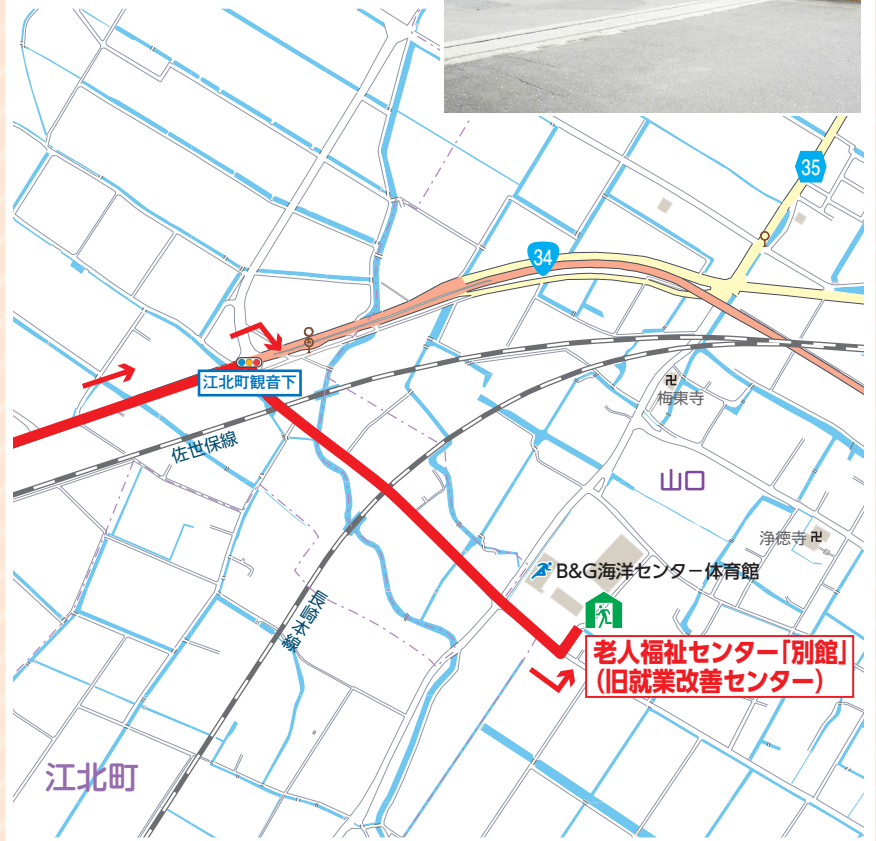 35
34
江北町観音下
佐世保線
卍
梅東寺
山口
浄徳寺卍
B&G海洋センター体育館
長崎本線
老人福祉センター「別館」
（旧就業改善センター）
江北町